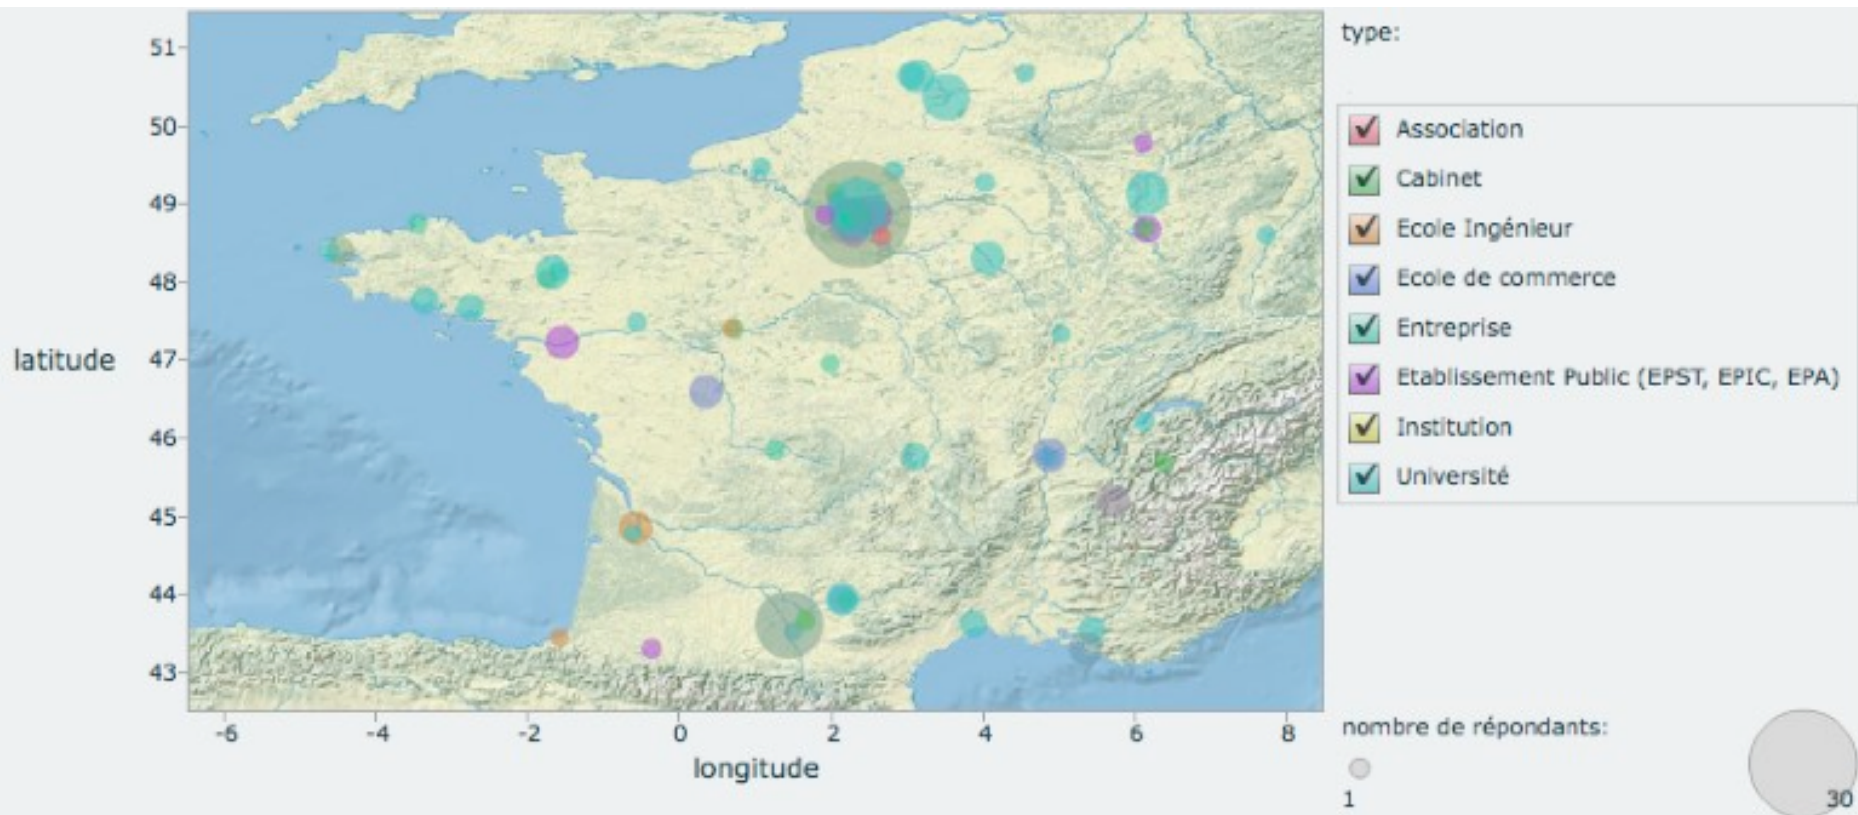 type:
51
50
49
48
47
46
45
44
43
latitude
-6
-4
-2
0
2
4
6
8
longitude
Association
Cabinet
Ecole Ingénieur
Ecole de commerce
Entreprise
Etablissement Public (EPST, EPIC, EPA)
Institution
Université
nombre de répondants:
1
30